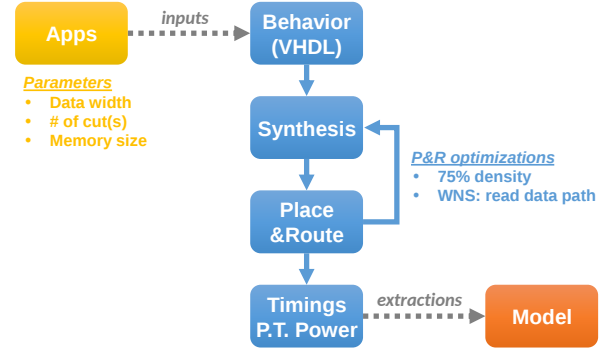 Apps
inputs
Behavior
(VHDL)
Parameters
• Data width
• # of cut(s)
• Memory size
Synthesis
P&R optimizations
• 75% density
• WNS: read data path
Place
&Route
Timings
P.T. Power
extractions
Model